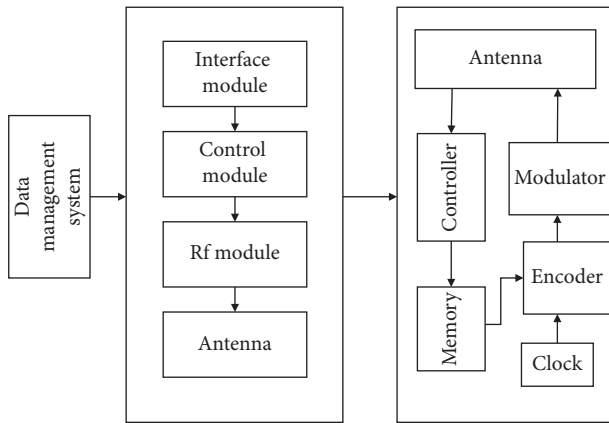 Data
management
system
Interface
module
Control
module
Rf module
Antenna
Antenna
Controller
Memory
Modulator
Encoder
Clock